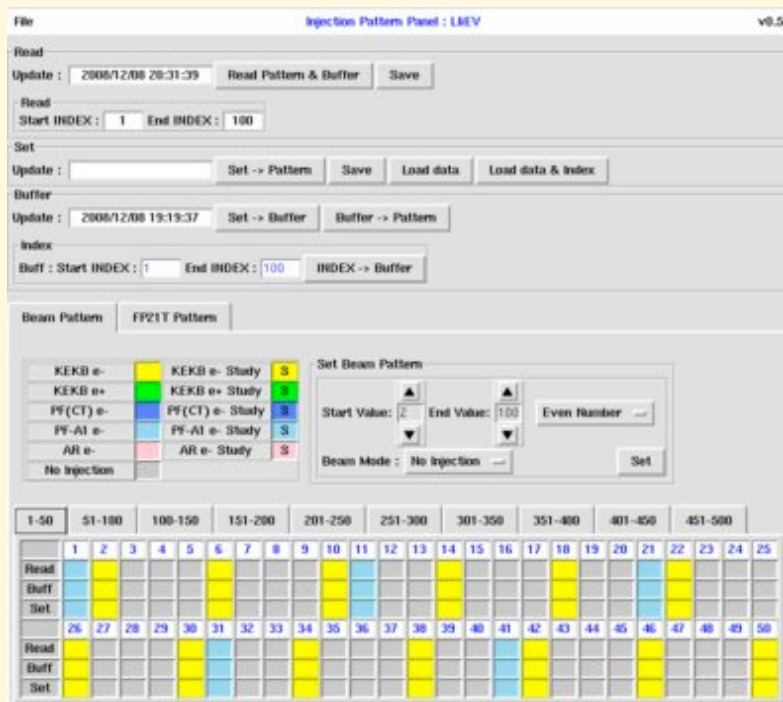 File Injection Pattern Panel : LIIEV v0.5
Read
Update : 2008/12/08 20:31:39 Read Pattern & Buffer Save
Read
Start INDEX : 1 End INDEX : 100
Set
Update : Set -> Pattern Save Load data Load data & Index
Buffer
Update : 2008/12/08 19:19:37 Set -> Buffer Buffer -> Pattern
Index
Buff : Start INDEX : 1 End INDEX : 100 INDEX -> Buffer
Beam Pattern FP21T Pattern
KEKB e- KEKB e- Study S
KEKB e+ KEKB e+ Study S
PF(CT) e- PF(CT) e- Study S
PF-A1 e- PF-A1 e- Study S
AR e- AR e- Study S
No Injection
Set Beam Pattern
Start Value: 2 End Value: 100 Even Number
Beam Mode : No Injection Set
1-50 51-100 100-150 151-200 201-250 251-300 301-350 351-400 401-450 451-500
1 2 3 4 5 6 7 8 9 10 11 12 13 14 15 16 17 18 19 20 21 22 23 24 25
Read
Buff
Set
26 27 28 29 30 31 32 33 34 35 36 37 38 39 40 41 42 43 44 45 46 47 48 49 50
Read
Buff
Set